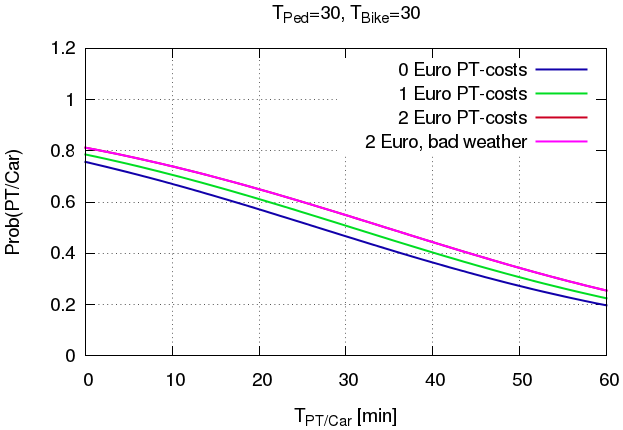 T_Ped=30, T_Bike=30
1.2
1
0.8
0.6
0.4
0.2
0
Prob(PT/Car)
0 Euro PT-costs
1 Euro PT-costs
2 Euro PT-costs
2 Euro, bad weather
0 10 20 30 40 50 60
T_PT/Car [min]